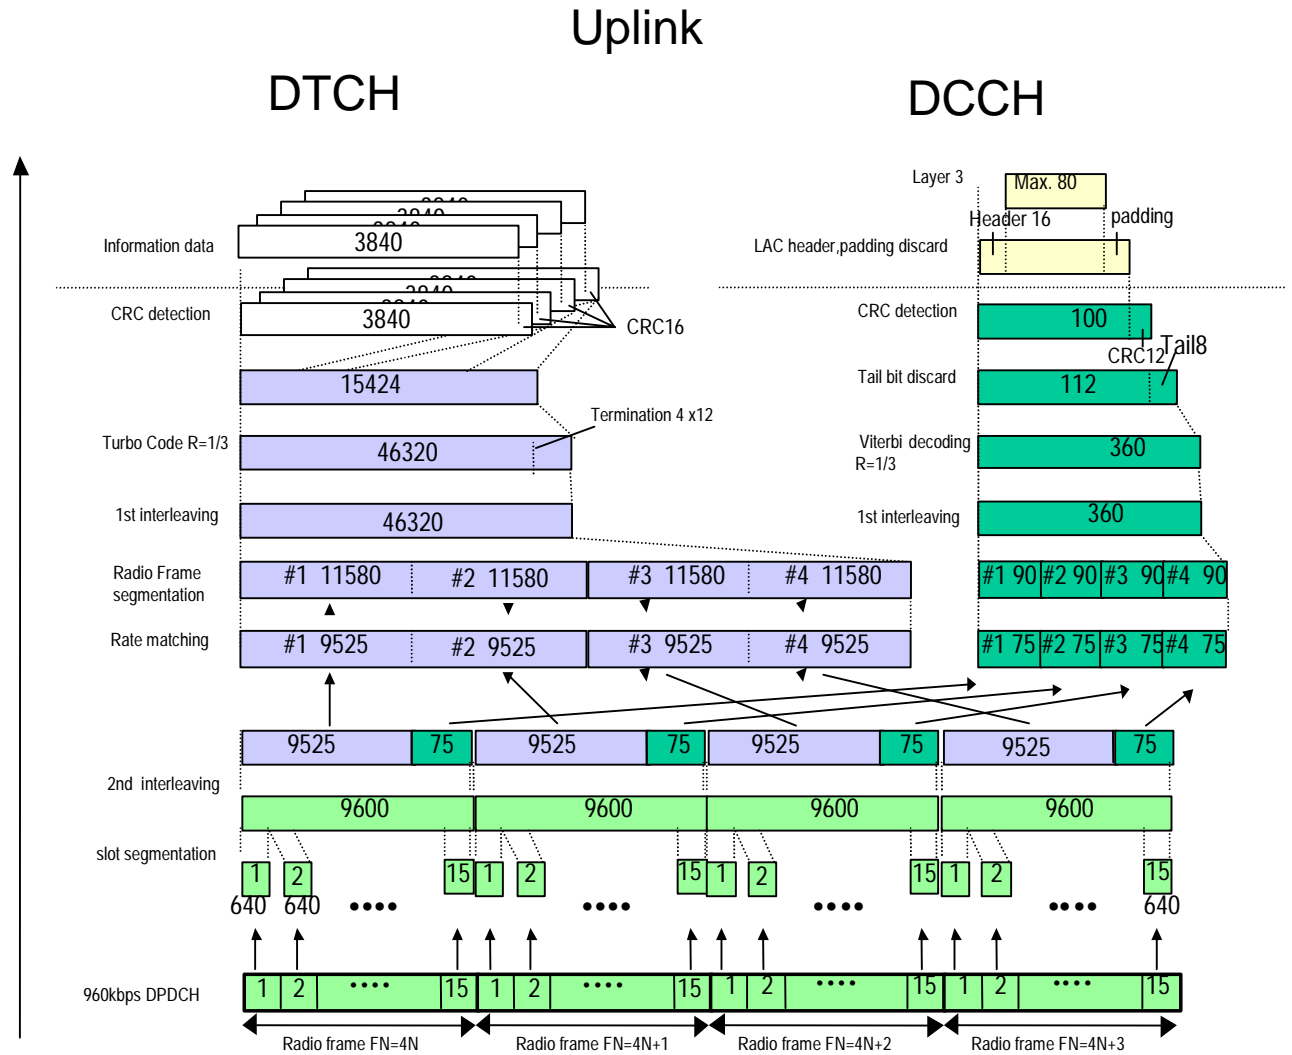 Uplink
DTCH
DCCH
Layer 3
Max. 80
Header 16
padding
Information data
3840
3840
3840
3840
LAC header,padding discard
CRC detection
3840
3840
3840
3840
CRC16
CRC detection
100
CRC12
Tail8
15424
Tail bit discard
112
Termination 4 x12
Turbo Code R=1/3
46320
Viterbi decoding
R=1/3
360
1st interleaving
46320
1st interleaving
360
Radio Frame
segmentation
#1 11580
#2 11580
#3 11580
#4 11580
#1 90
#2 90
#3 90
#4 90
Rate matching
#1 9525
#2 9525
#3 9525
#4 9525
#1 75
#2 75
#3 75
#4 75
9525
75
9525
75
9525
75
9525
75
2nd interleaving
9600
9600
9600
9600
slot segmentation
1
2
15
1
2
15
1
2
15
1
2
15
640
640
640
960kbps DPDCH
1
2
15
1
2
15
1
2
15
1
2
15
Radio frame FN=4N
Radio frame FN=4N+1
Radio frame FN=4N+2
Radio frame FN=4N+3